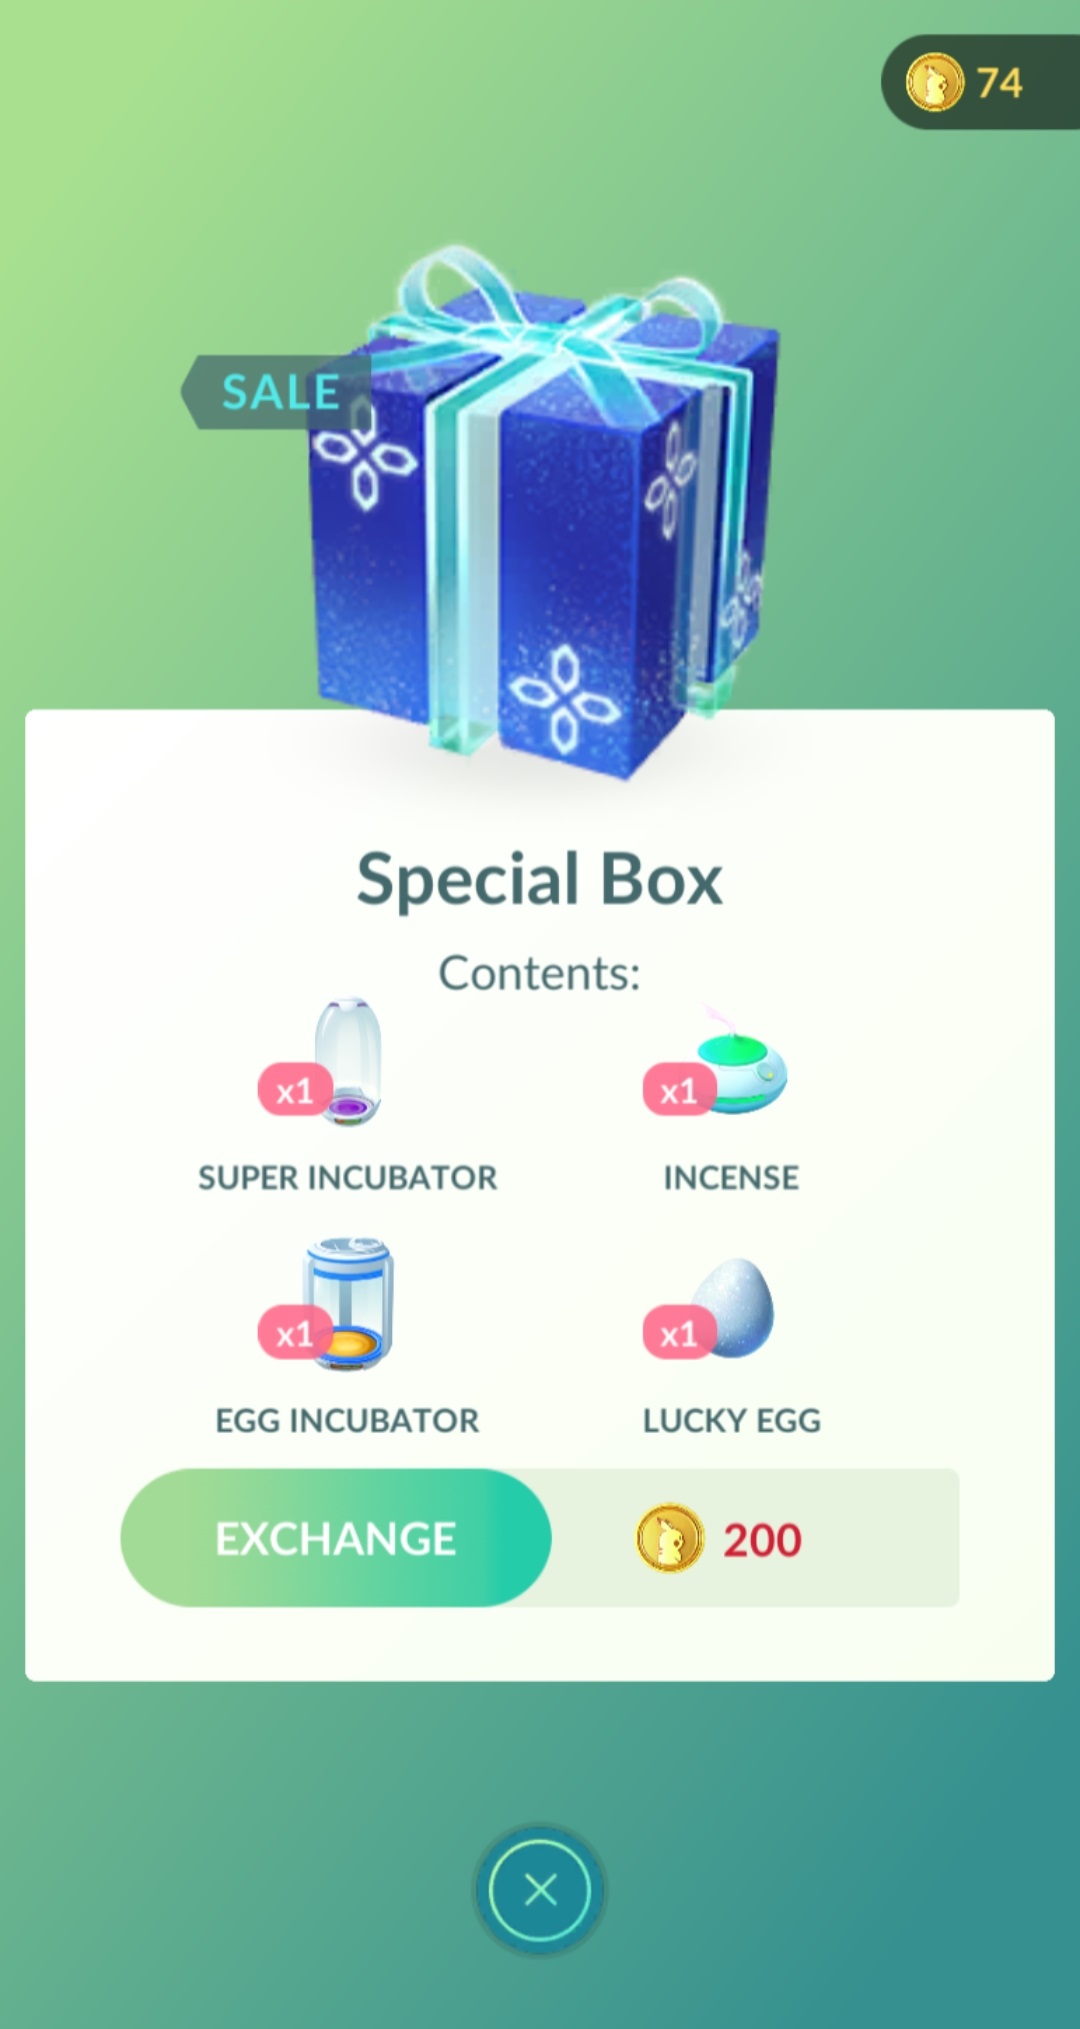 74
SALE
Special Box
Contents:
x1
x1
SUPER INCUBATOR
INCENSE
x1
x1
EGG INCUBATOR
LUCKY EGG
EXCHANGE
200